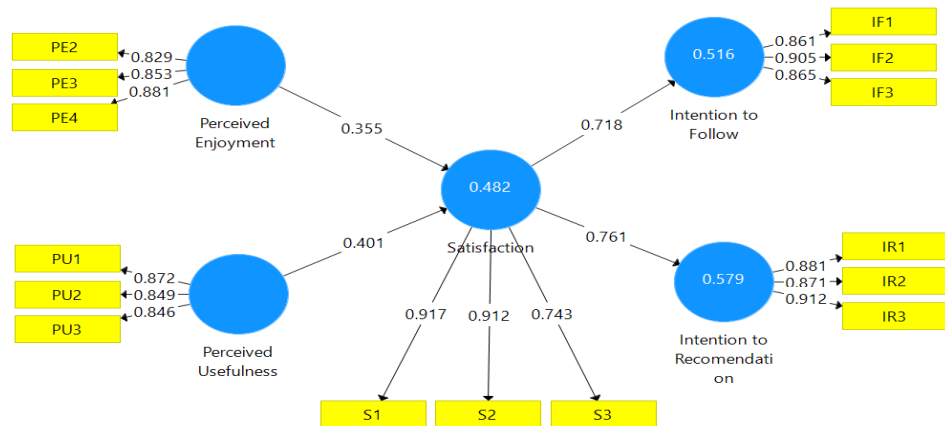 PE2
PE3
PE4
0.829
0.853
0.881
Perceived
Enjoyment
0.355
PU1
PU2
PU3
0.872
0.849
0.846
Perceived
Usefulness
0.401
0.482
Satisfaction
0.917
0.912
0.743
S1
S2
S3
0.718
0.516
Intention to
Follow
0.861
0.905
0.865
IF1
IF2
IF3
0.761
0.579
Intention to
Recomendati
on
0.881
0.871
0.912
IR1
IR2
IR3